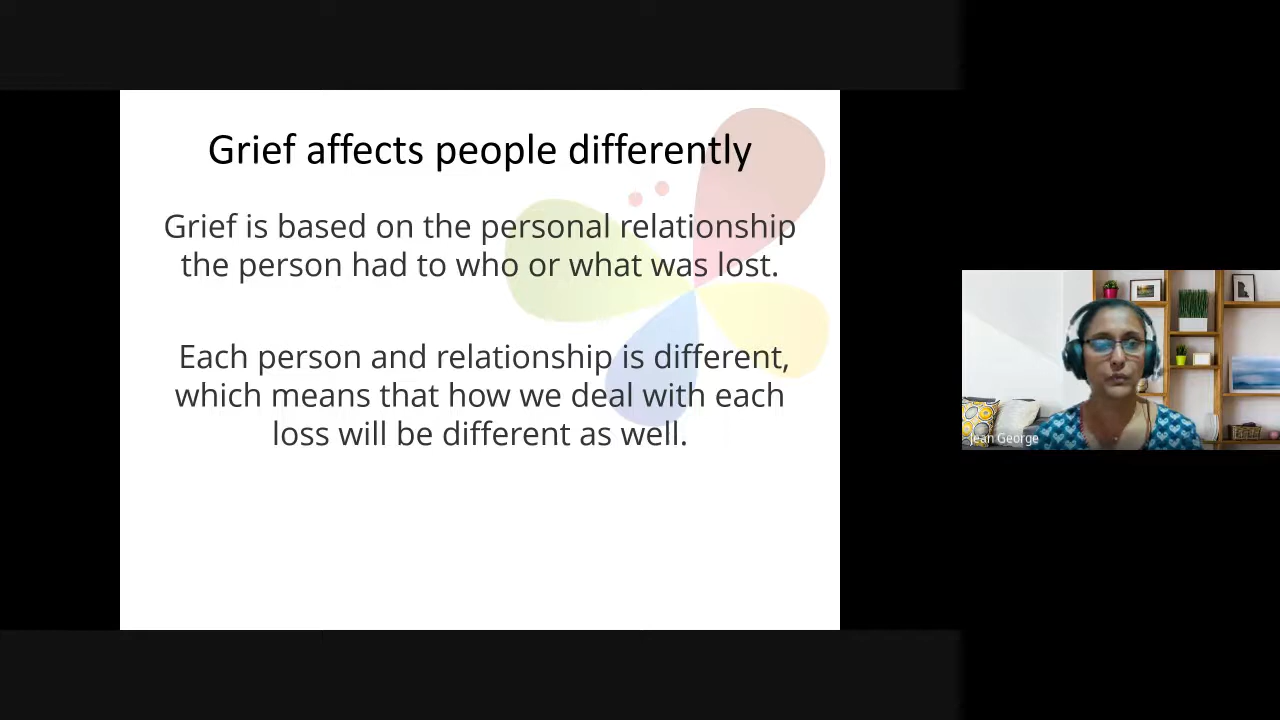 Grief affects people differently
Grief is based on the personal relationship
the person had to who or what was lost.
Each person and relationship is different,
which means that how we deal with each
loss will be different as well.
Jean George